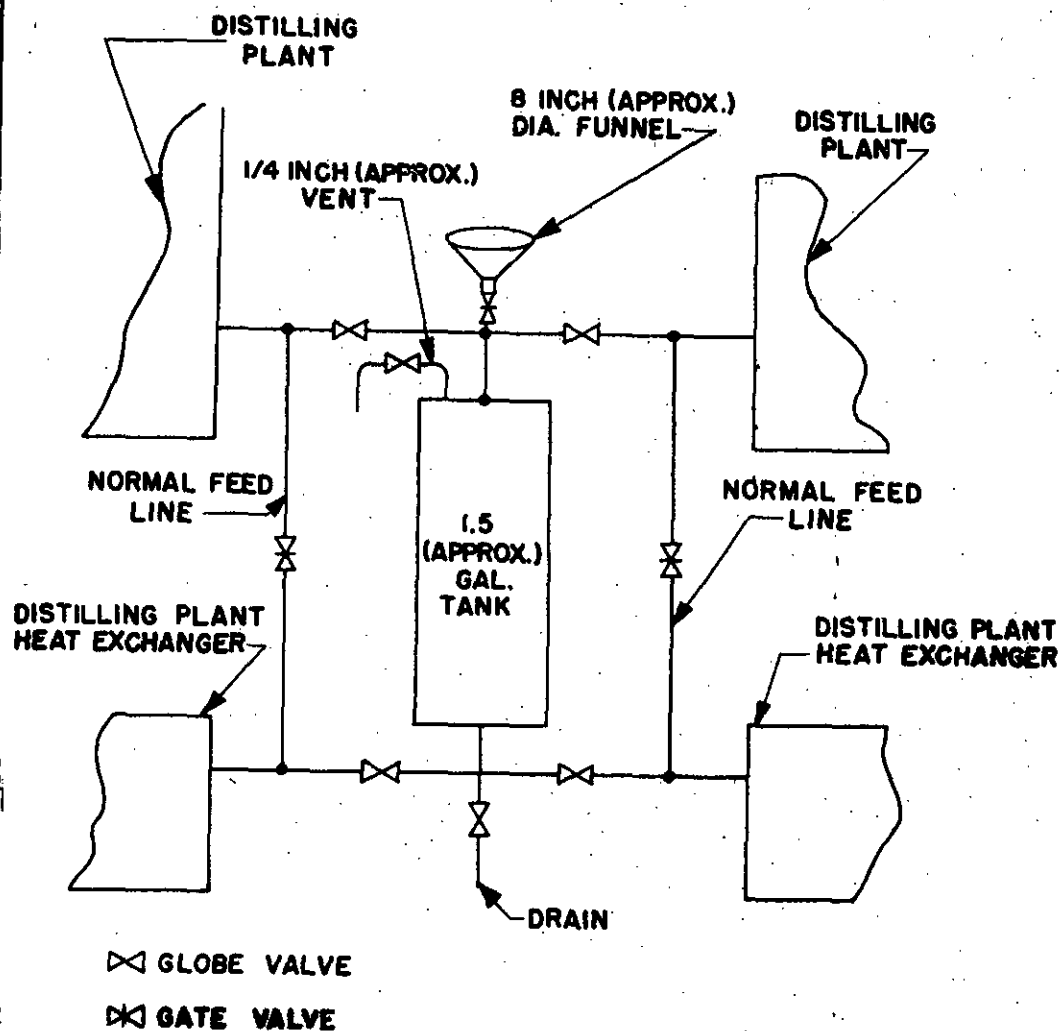 DISTILLING
PLANT
8 INCH (APPROX.)
DIA. FUNNEL
DISTILLING
PLANT
1/4 INCH (APPROX.)
VENT
NORMAL FEED
LINE
1.5
(APPROX.)
GAL.
TANK
NORMAL FEED
LINE
DISTILLING PLANT
HEAT EXCHANGER
DISTILLING PLANT
HEAT EXCHANGER
DRAIN
GLOBE VALVE
GATE VALVE